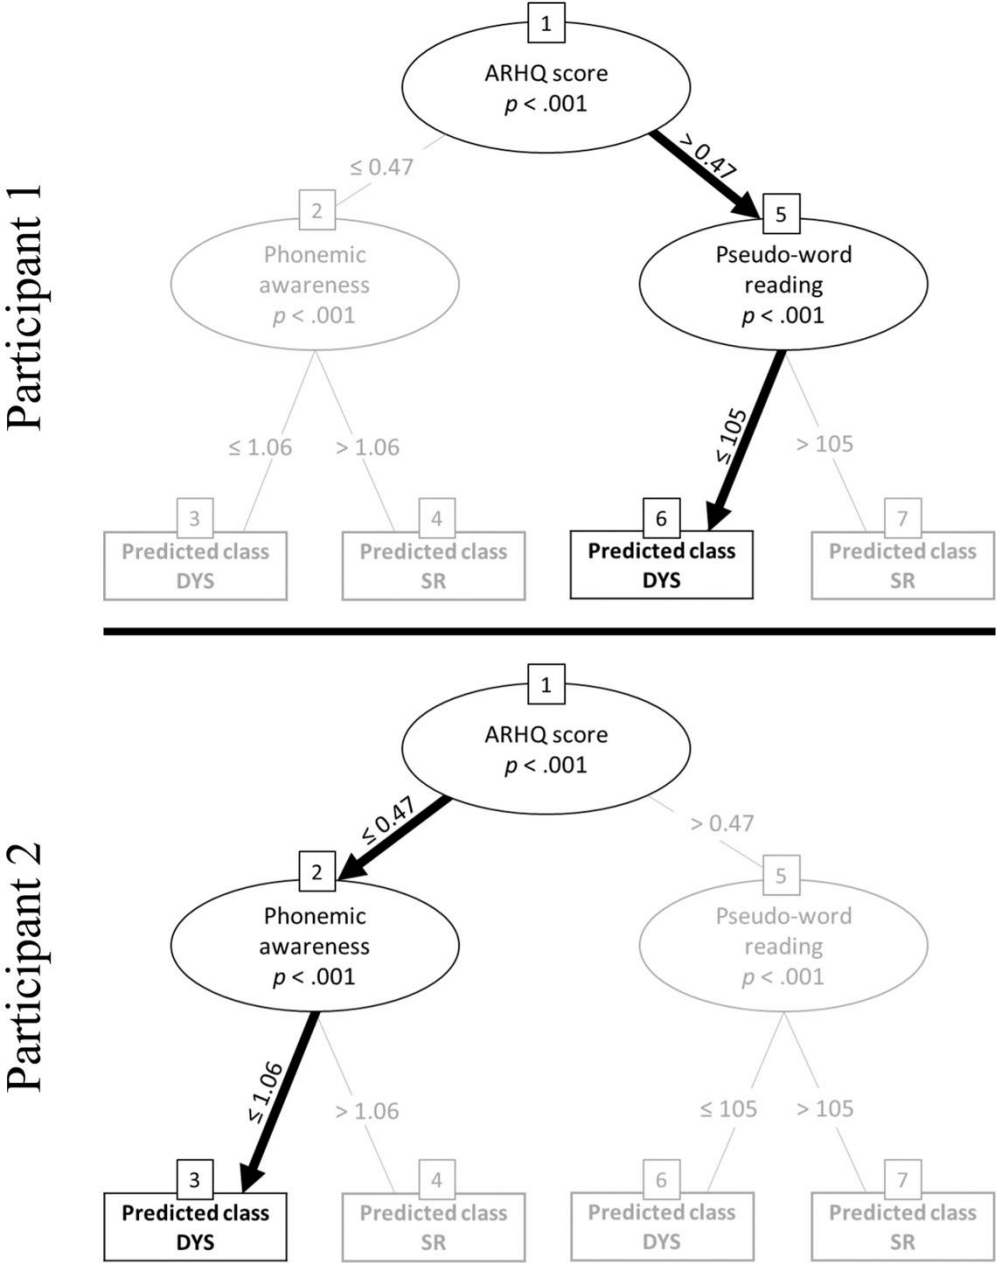 Participant 1
1
ARHQ score
p < .001
≤ 0.47
> 0.47
2
Phonemic
awareness
p < .001
5
Pseudo-word
reading
p < .001
≤ 1.06
> 1.06
≤ 105
> 105
3
Predicted class
DYS
4
Predicted class
SR
6
Predicted class
DYS
7
Predicted class
SR
Participant 2
1
ARHQ score
p < .001
≤ 0.47
> 0.47
2
Phonemic
awareness
p < .001
5
Pseudo-word
reading
p < .001
≤ 1.06
> 1.06
≤ 105
> 105
3
Predicted class
DYS
4
Predicted class
SR
6
Predicted class
DYS
7
Predicted class
SR